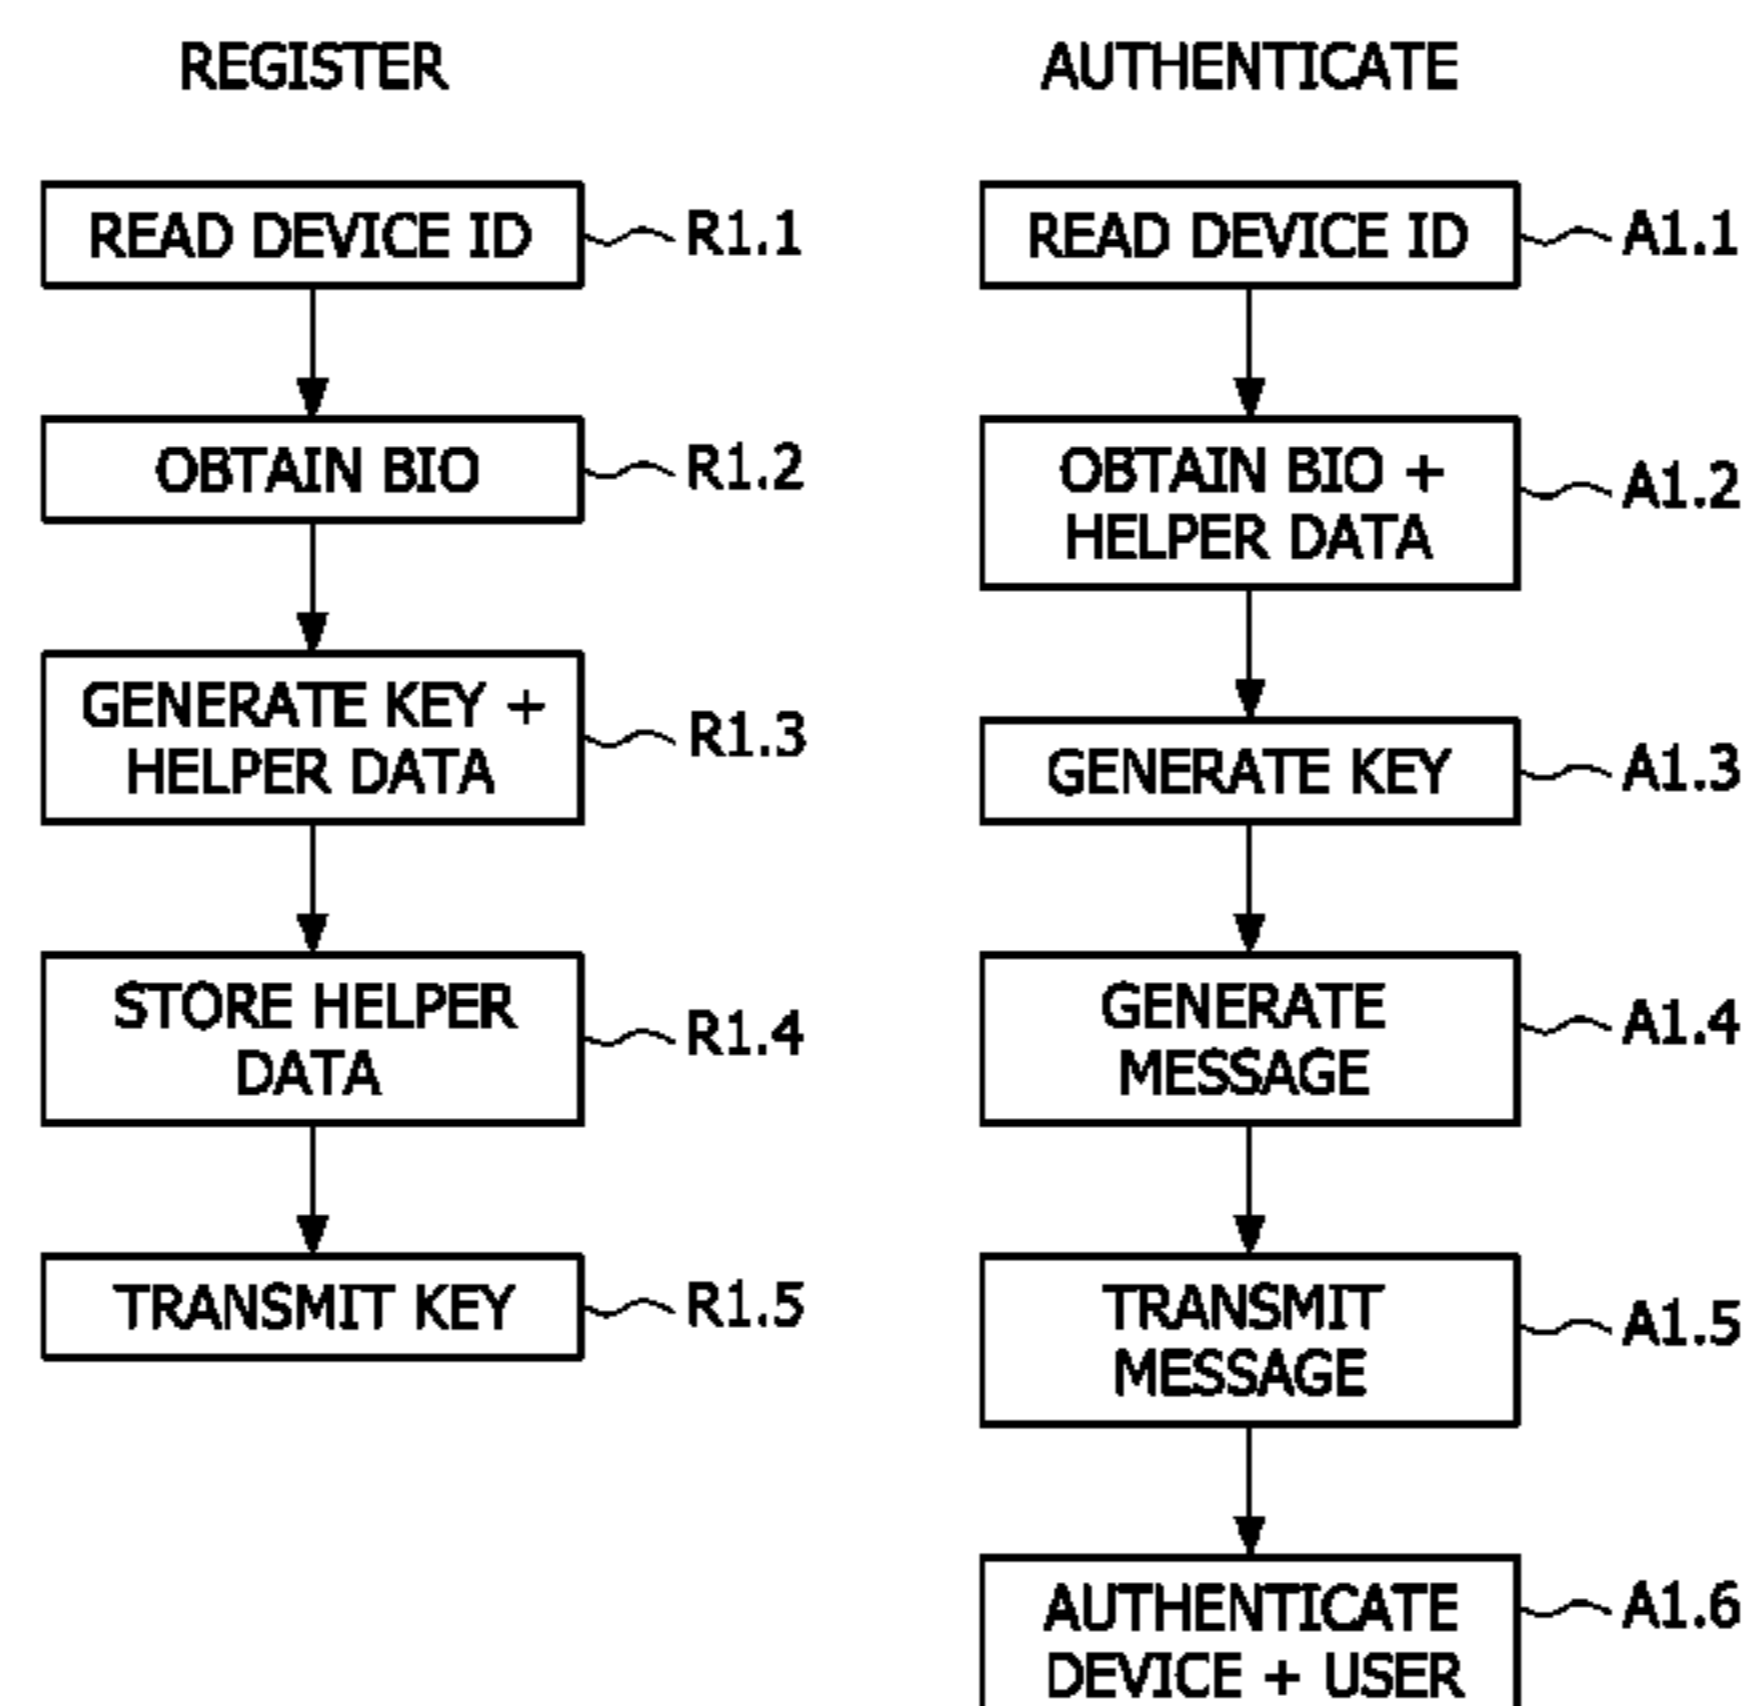 REGISTER
READ DEVICE ID
R1.1
OBTAIN BIO
R1.2
GENERATE KEY +
HELPER DATA
R1.3
STORE HELPER
DATA
R1.4
TRANSMIT KEY
R1.5
AUTHENTICATE
READ DEVICE ID
A1.1
OBTAIN BIO +
HELPER DATA
A1.2
GENERATE KEY
A1.3
GENERATE
MESSAGE
A1.4
TRANSMIT
MESSAGE
A1.5
AUTHENTICATE
DEVICE + USER
A1.6